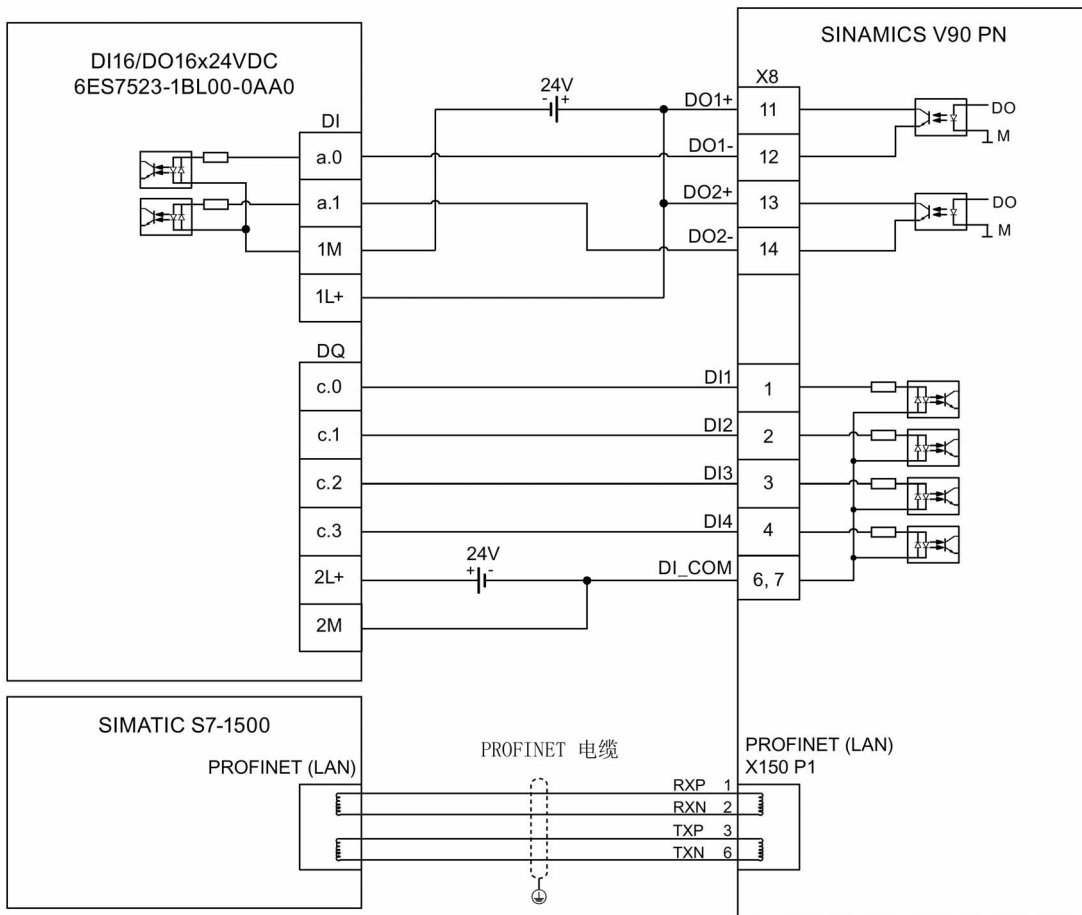 DI16/DO16x24VDC
6ES7523-1BL00-0AA0
DI
a.0
a.1
1M
1L+
DQ
c.0
c.1
c.2
c.3
2L+
2M
24V
- +
24V
+ -
DO1+
DO1-
DO2+
DO2-
DI1
DI2
DI3
DI4
DI_COM
SINAMICS V90 PN
X8
11
12
13
14
1
2
3
4
6, 7
DO
M
DO
M
SIMATIC S7-1500
PROFINET (LAN)
PROFINET 电缆
PROFINET (LAN)
X150 P1
RXP 1
RXN 2
TXP 3
TXN 6